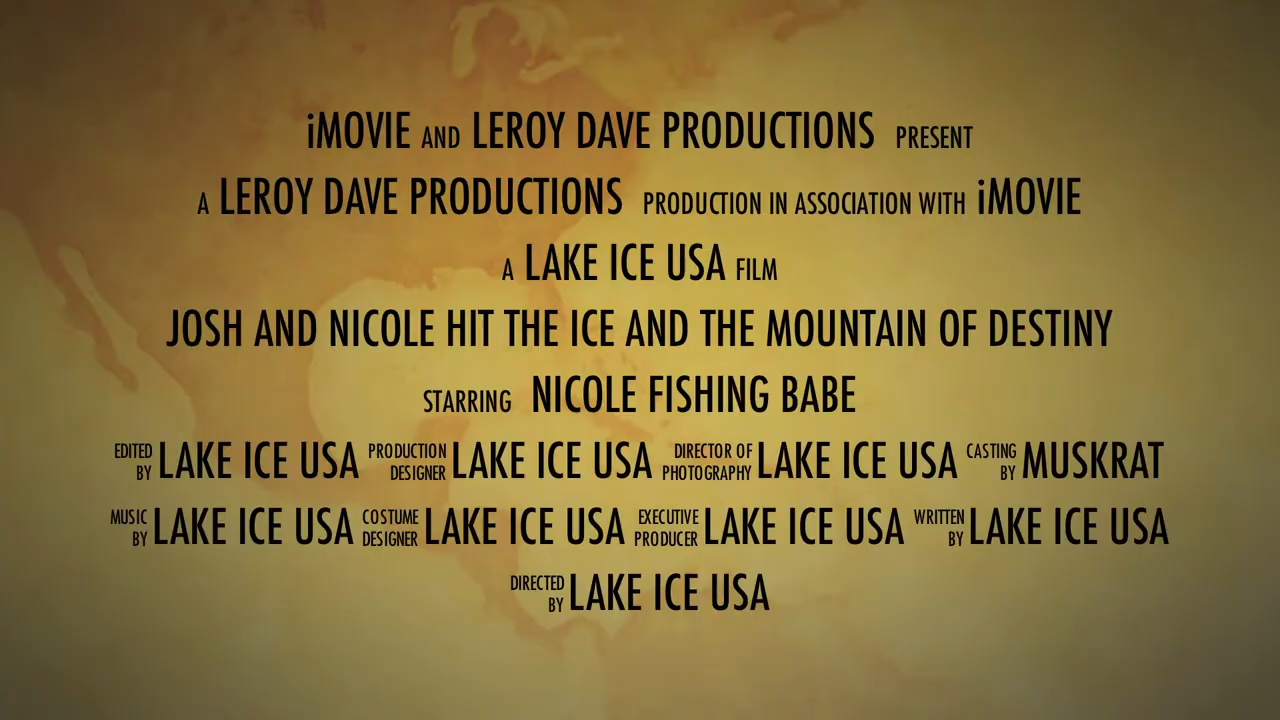 iMOVIE AND LEROY DAVE PRODUCTIONS PRESENT
A LEROY DAVE PRODUCTIONS PRODUCTION IN ASSOCIATION WITH iMOVIE
A LAKE ICE USA FILM
JOSH AND NICOLE HIT THE ICE AND THE MOUNTAIN OF DESTINY
STARRING NICOLE FISHING BABE
EDITED BY LAKE ICE USA PRODUCTION DESIGNER LAKE ICE USA DIRECTOR OF PHOTOGRAPHY LAKE ICE USA CASTING BY MUSKRAT
MUSIC BY LAKE ICE USA COSTUME DESIGNER LAKE ICE USA EXECUTIVE PRODUCER LAKE ICE USA WRITTEN BY LAKE ICE USA
DIRECTED BY LAKE ICE USA